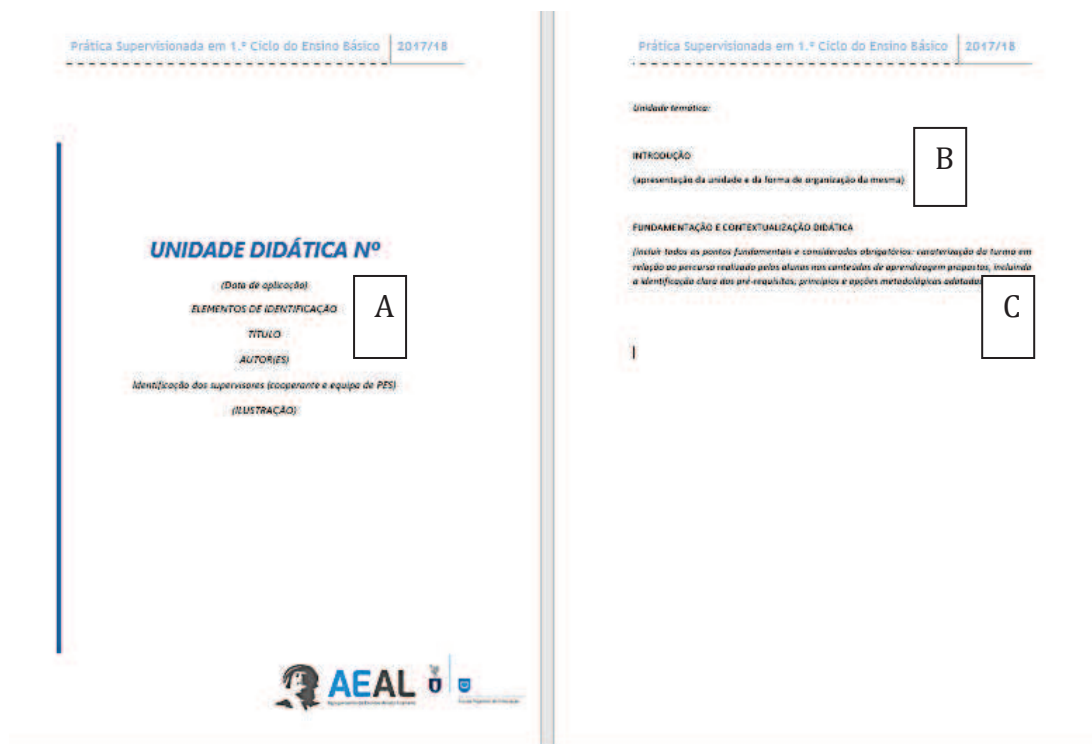 Prática Supervisionada em 1.º Ciclo do Ensino Básico 2017/18
UNIDADE DIDÁTICA Nº
(Data de aplicação)
ELEMENTOS DE IDENTIFICAÇÃO
A
TÍTULO
AUTOR(ES)
Identificação dos supervisores (cooperante e equipa de PES)
(ILUSTRAÇÃO)
AEAL
Prática Supervisionada em 1.º Ciclo do Ensino Básico 2017/18
Unidade temática:
B
INTRODUÇÃO
(apresentação da unidade e da forma de organização da mesma)
FUNDAMENTAÇÃO E CONTEXTUALIZAÇÃO DIDÁTICA
(incluir todos os pontos fundamentais e considerados obrigatórios: caraterização da turma em
relação ao percurso realizado pelos alunos nos conteúdos de aprendizagem propostos, incluindo
a identificação clara dos pré-requisitos; princípios e opções metodológicas
C